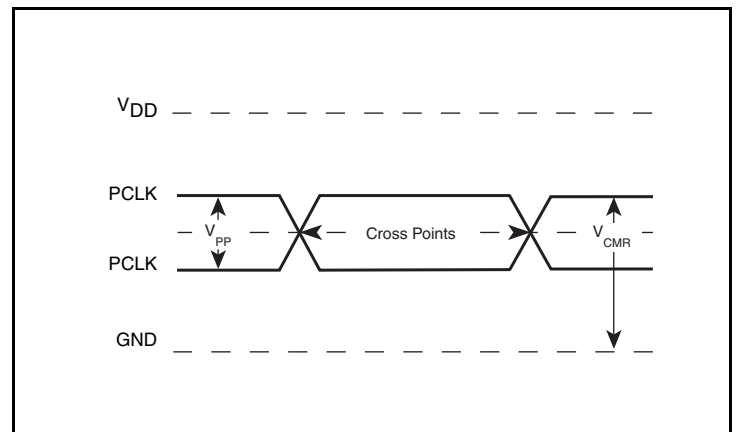 VDD
PCLK
VPP
Cross Points
VCMR
PCLK
GND